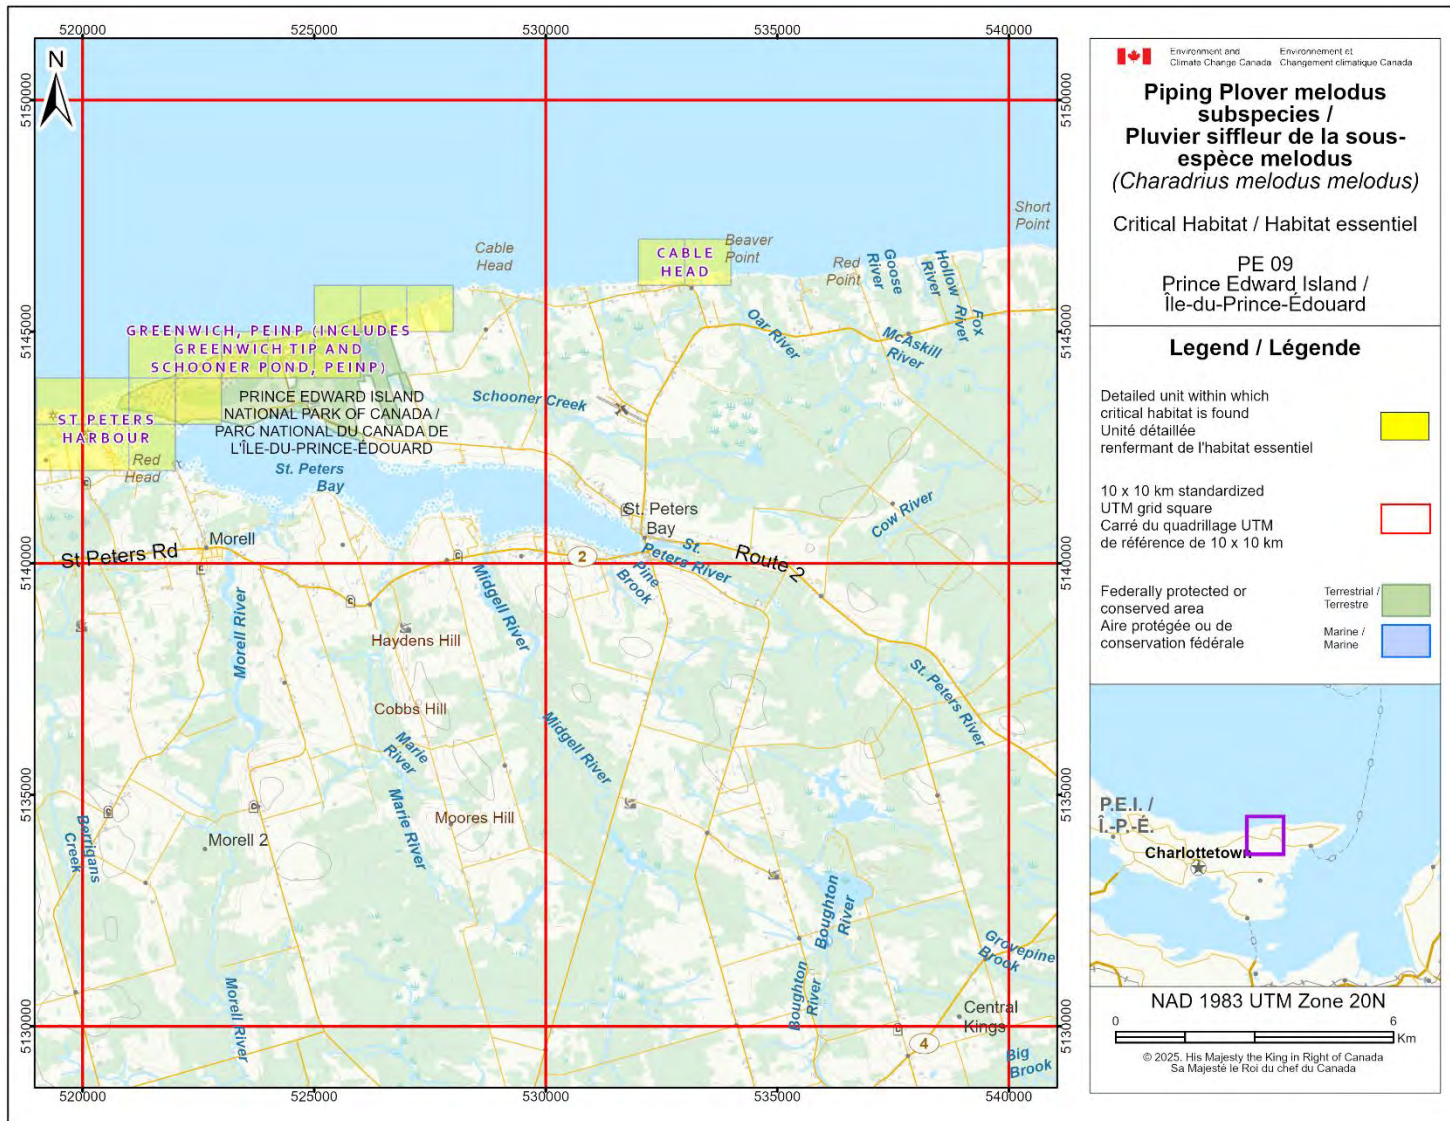 520000
525000
530000
535000
540000
N
5150000
5150000
Short
Point
Cable
Head
CABLE
HEAD
Beaver
Point
Red
Point
Goose
River
Hollow
River
Fox
River
5145000
5145000
GREENWICH, PEINP (INCLUDES
GREENWICH TIP AND
SCHOONER POND, PEINP)
Oar River
McAskill
River
ST PETERS
HARBOUR
PRINCE EDWARD ISLAND
NATIONAL PARK OF CANADA /
PARC NATIONAL DU CANADA DE
L'ÎLE-DU-PRINCE-ÉDOUARD
Schooner Creek
Red
Head
St. Peters
Bay
St. Peters
Bay
Cow River
Morell
St Peters Rd
2
St.
Peters River
Route 2
Pine
Brook
5140000
5140000
Morell River
Midgell River
Haydens Hill
St. Peters River
Cobbs Hill
Marie
River
Midgell River
5135000
5135000
Marie River
Moores Hill
Berrigans
Creek
Morell 2
Boughton
River
Grovepine
Brook
Morell River
Boughton
River
Central
Kings
5130000
5130000
4
Big
Brook
520000
525000
530000
535000
540000
Environment and
Climate Change Canada
Environnement et
Changement climatique Canada
Piping Plover melodus
subspecies /
Pluvier siffleur de la sous-
espèce melodus
(Charadrius melodus melodus)
Critical Habitat / Habitat essentiel
PE 09
Prince Edward Island /
Île-du-Prince-Édouard
Legend / Légende
Detailed unit within which
critical habitat is found
Unité détaillée
renfermant de l'habitat essentiel
10 x 10 km standardized
UTM grid square
Carré du quadrillage UTM
de référence de 10 x 10 km
Federally protected or
conserved area
Aire protégée ou de
conservation fédérale
Terrestrial /
Terrestre
Marine /
Marine
P.E.I. /
Î.-P.-É.
Charlottetown
NAD 1983 UTM Zone 20N
0
6
Km
© 2025. His Majesty the King in Right of Canada
Sa Majesté le Roi du chef du Canada